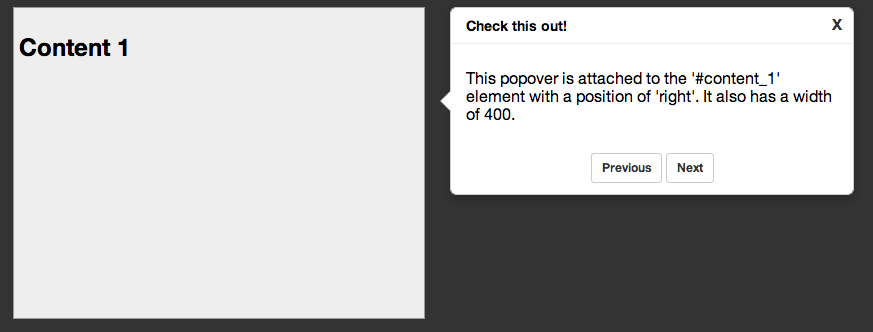 Content 1
Check this out!
X
This popover is attached to the '#content_1'
element with a position of 'right'. It also has a width
of 400.
Previous
Next